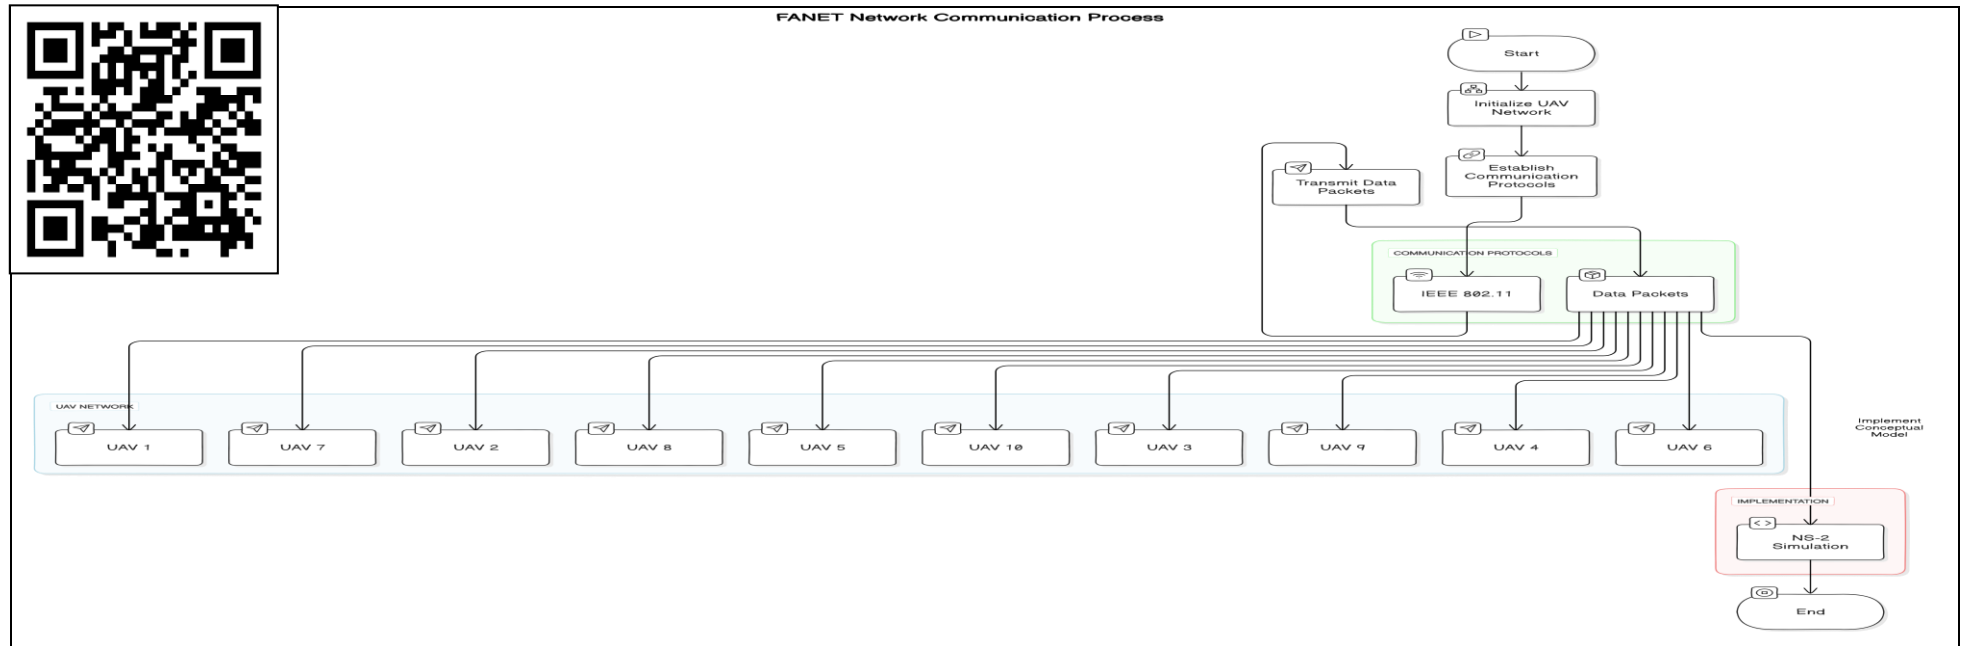 FANET Network Communication Process
Start
Initialize UAV
Network
Establish
Communication
Protocols
Transmit Data
Packets
COMMUNICATION PROTOCOLS
IEEE 802.11
Data Packets
UAV NETWORK
UAV 1
UAV 7
UAV 2
UAV 8
UAV 5
UAV 10
UAV 3
UAV 9
UAV 4
UAV 6
Implement
Conceptual
Model
IMPLEMENTATION
NS-2
Simulation
End